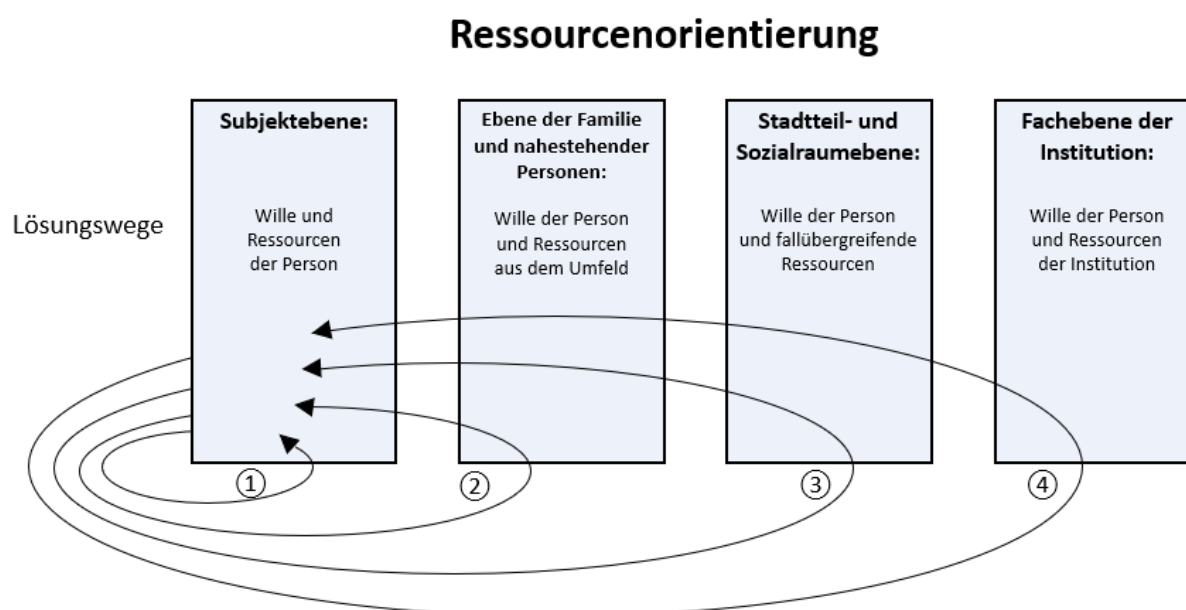 Ressourcenorientierung
Subjektebene:
Wille und
Ressourcen
der Person
Ebene der Familie
und nahestehender
Personen:
Wille der Person
und Ressourcen
aus dem Umfeld
Stadtteil- und
Sozialraumebene:
Wille der Person
und fallübergreifende
Ressourcen
Fachebene der
Institution:
Wille der Person
und Ressourcen
der Institution
Lösungswege
1
2
3
4